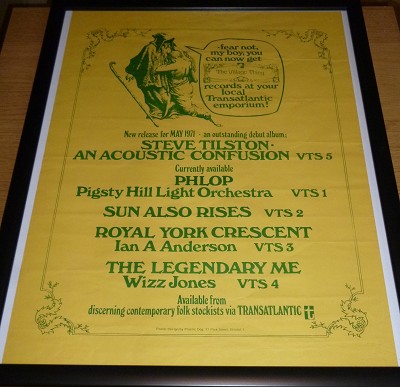 -fear not,
my boy, you
can now get
The Village Thing
records at your
local
Transatlantic
emporium!
New release for MAY 1971 - an outstanding debut album:
STEVE TILSTON·
AN ACOUSTIC CONFUSION VTS 5
Currently available
PHLOP
Pigsty Hill Light Orchestra VTS 1
SUN ALSO RISES VTS 2
ROYAL YORK CRESCENT
Ian A Anderson VTS 3
THE LEGENDARY ME
Wizz Jones VTS 4
Available from
discerning contemporary folk stockists via TRANSATLANTIC